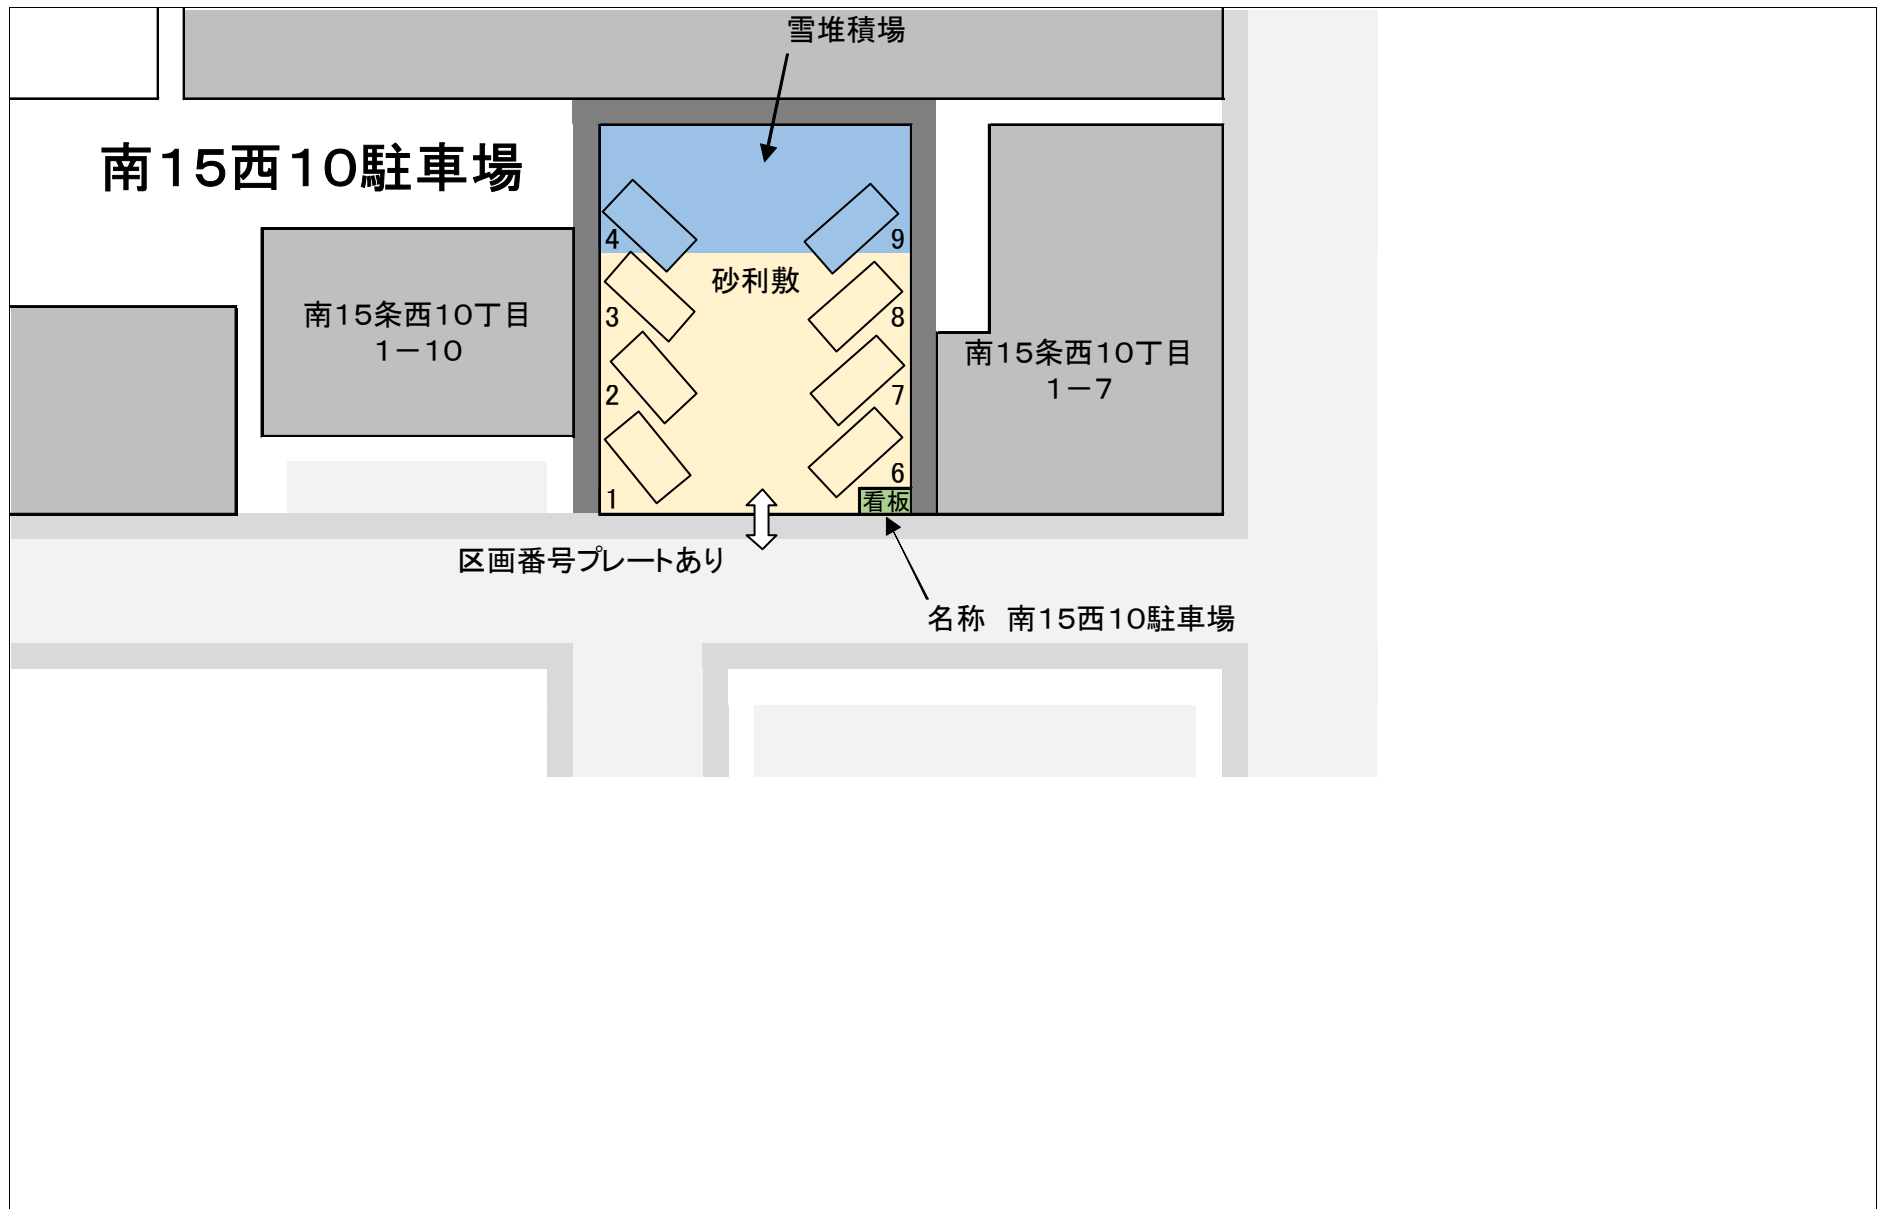 雪堆積場
南15西10駐車場
4
9
砂利敷
南15条西10丁目
1－10
3
8
南15条西10丁目
1－7
2
7
6
1
看板
区画番号プレートあり
名称　南15西10駐車場